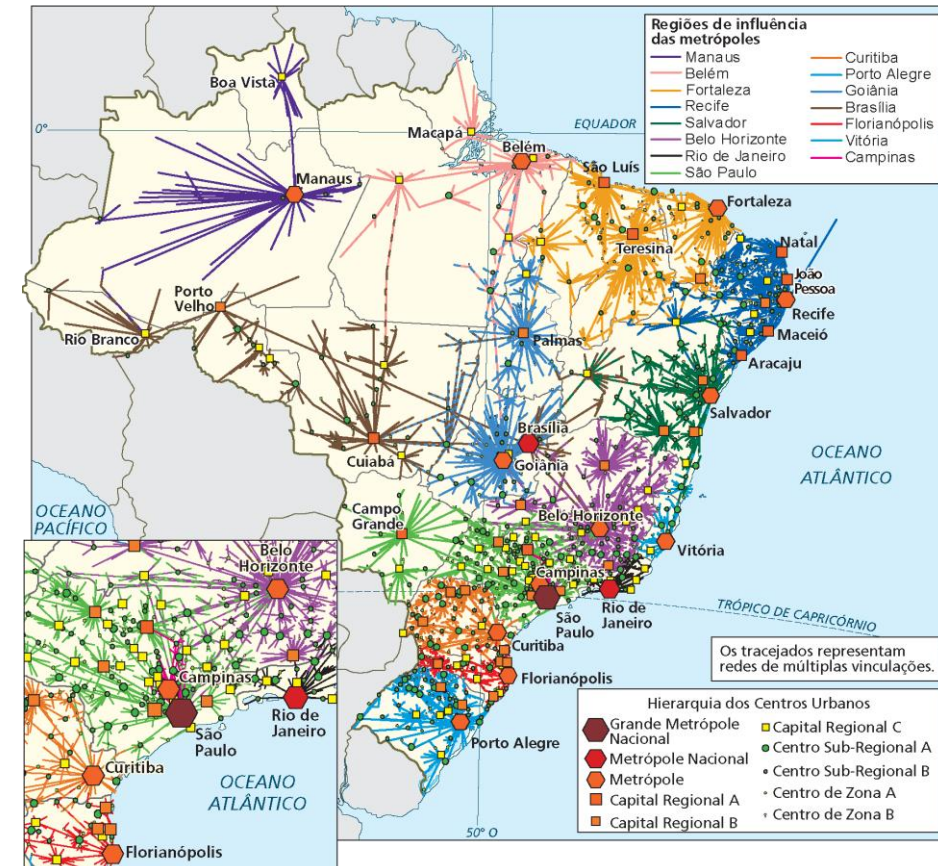 Regiões de influência
das metrópoles
Manaus
Belém
Fortaleza
Recife
Salvador
Belo Horizonte
Rio de Janeiro
São Paulo
Curitiba
Porto Alegre
Goiânia
Brasília
Florianópolis
Vitória
Campinas
Boa Vista
Macapá
0°
EQUADOR
Belém
São Luís
Manaus
Fortaleza
Teresina
Natal
João
Pessoa
Porto
Velho
Recife
Rio Branco
Palmas
Maceió
Aracaju
Salvador
Brasília
Cuiabá
Goiânia
OCEANO
ATLÂNTICO
OCEANO
PACÍFICO
Campo
Grande
Belo Horizonte
Vitória
Campinas
São
Paulo
Rio de
Janeiro
TRÓPICO DE CAPRICÓRNIO
Curitiba
Florianópolis
Porto Alegre
50° O
Belo
Horizonte
Campinas
São
Paulo
Rio de
Janeiro
Curitiba
OCEANO
ATLÂNTICO
Florianópolis
Os tracejados representam
redes de múltiplas vinculações.
Hierarquia dos Centros Urbanos
Grande Metrópole
Nacional
Metrópole Nacional
Metrópole
Capital Regional A
Capital Regional B
Capital Regional C
Centro Sub-Regional A
Centro Sub-Regional B
Centro de Zona A
Centro de Zona B